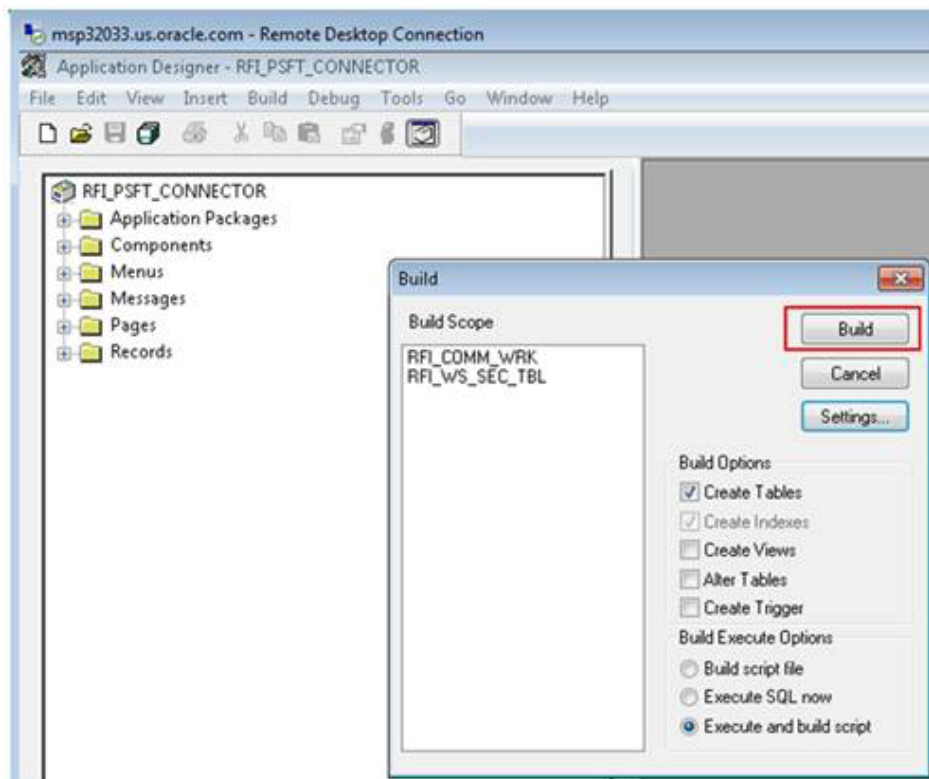 msp32033.us.oracle.com - Remote Desktop Connection
Application Designer - RFI_PSFT_CONNECTOR
File Edit View Insert Build Debug Tools Go Window Help
RFI_PSFT_CONNECTOR
Application Packages
Components
Menus
Messages
Pages
Records
Build
Build Scope
RFI_COMM_WRK
RFI_WS_SEC_TBL
Build
Cancel
Settings...
Build Options
Create Tables
Create Indexes
Create Views
Alter Tables
Create Trigger
Build Execute Options
Build script file
Execute SQL now
Execute and build script